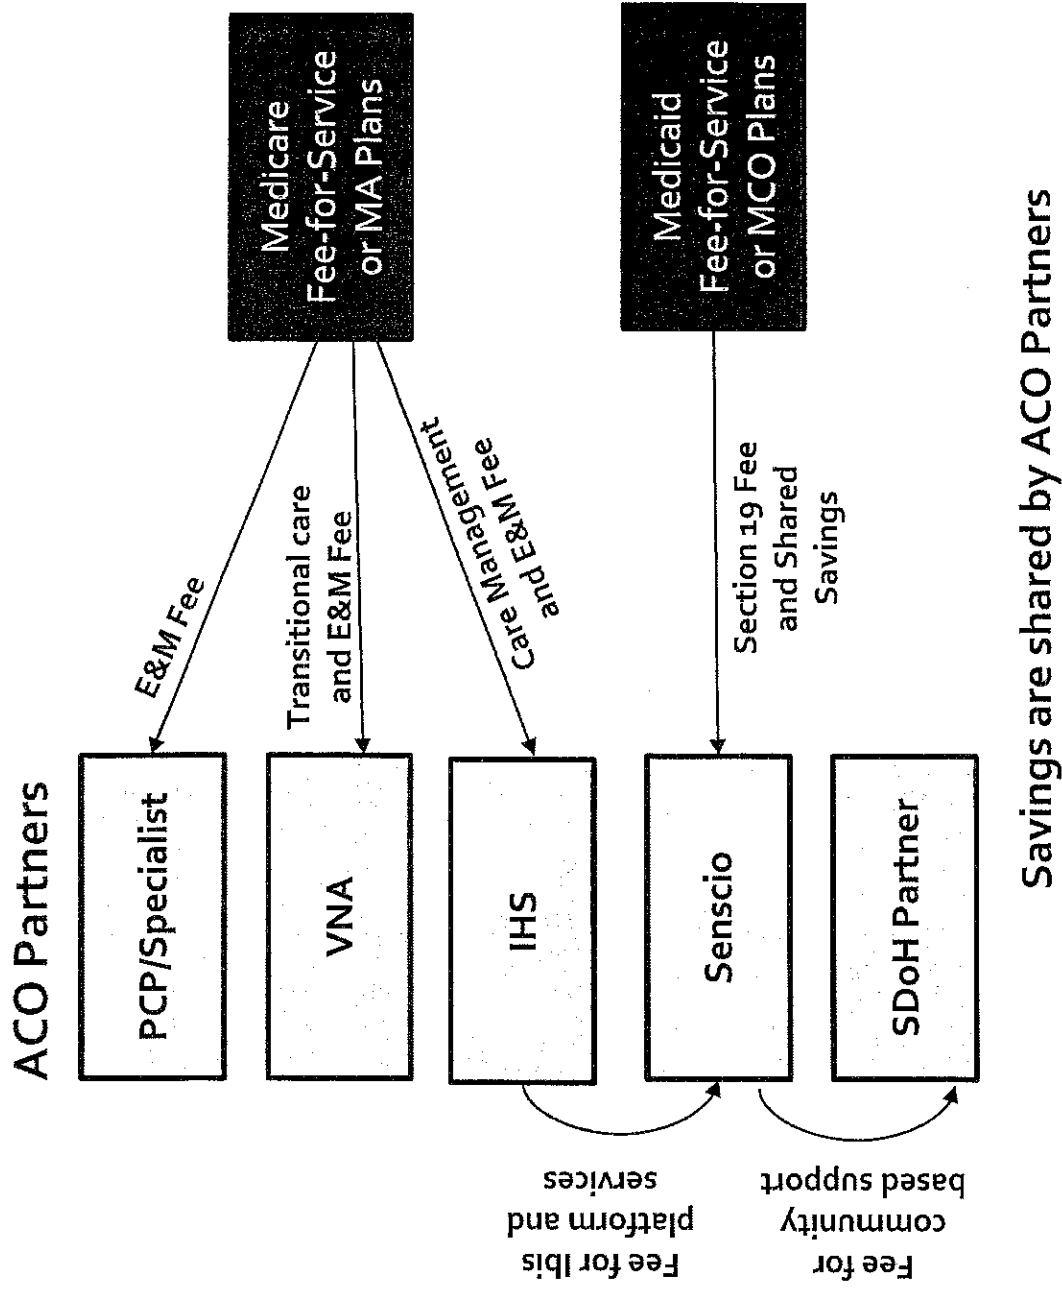 ACO Partners
PCP/Specialist
VNA
IHS
Senscio
SDoH Partner
E&M Fee
Transitional care
and E&M Fee
Care Management
and E&M Fee
Section 19 Fee
and Shared
Savings
Medicare
Fee-for-Service
or MA Plans
Medicaid
Fee-for-Service
or MCO Plans
Fee for Ibis
platform and
services
Fee for
community
based support
Savings are shared by ACO Partners